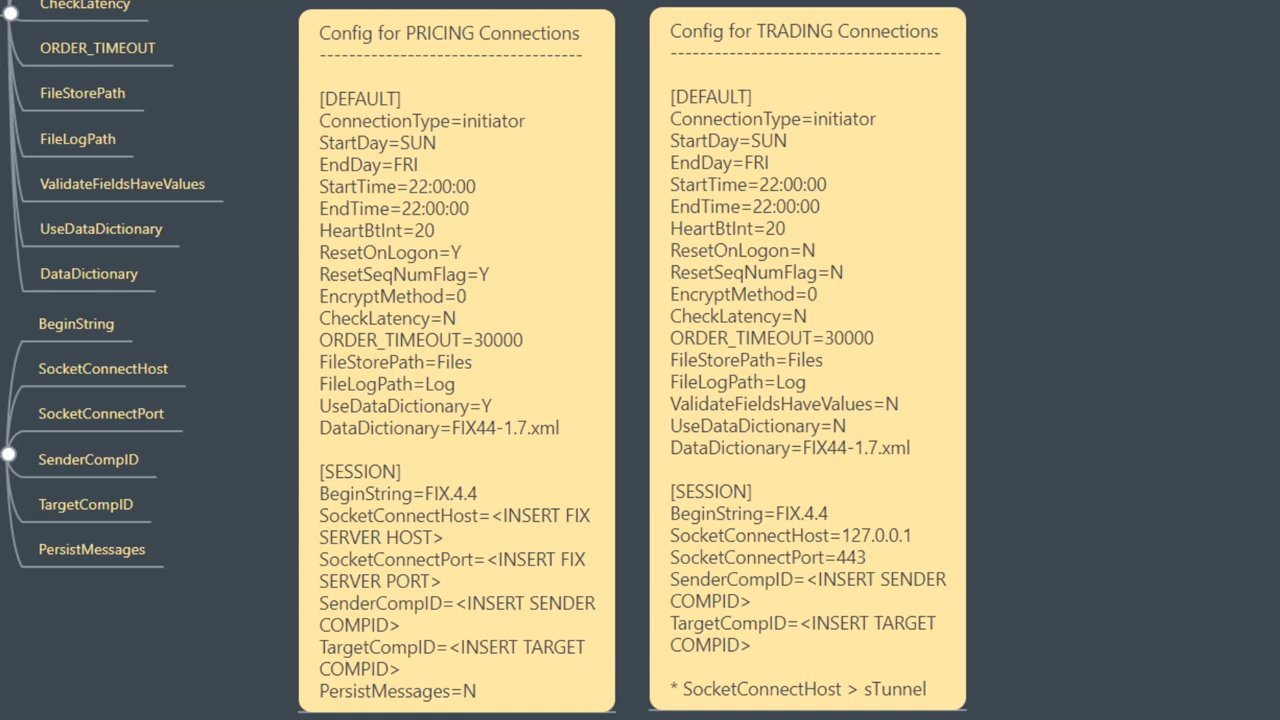 CheckLatency
ORDER_TIMEOUT
FileStorePath
FileLogPath
ValidateFieldsHaveValues
UseDataDictionary
DataDictionary
BeginString
SocketConnectHost
SocketConnectPort
SenderCompID
TargetCompID
PersistMessages
Config for PRICING Connections
----------------------------------
[DEFAULT]
ConnectionType=initiator
StartDay=SUN
EndDay=FRI
StartTime=22:00:00
EndTime=22:00:00
HeartBtInt=20
ResetOnLogon=Y
ResetSeqNumFlag=Y
EncryptMethod=0
CheckLatency=N
ORDER_TIMEOUT=30000
FileStorePath=Files
FileLogPath=Log
UseDataDictionary=Y
DataDictionary=FIX44-1.7.xml
[SESSION]
BeginString=FIX.4.4
SocketConnectHost=<INSERT FIX
SERVER HOST>
SocketConnectPort=<INSERT FIX
SERVER PORT>
SenderCompID=<INSERT SENDER
COMPID>
TargetCompID=<INSERT TARGET
COMPID>
PersistMessages=N
Config for TRADING Connections
-----------------------------------
[DEFAULT]
ConnectionType=initiator
StartDay=SUN
EndDay=FRI
StartTime=22:00:00
EndTime=22:00:00
HeartBtInt=20
ResetOnLogon=N
ResetSeqNumFlag=N
EncryptMethod=0
CheckLatency=N
ORDER_TIMEOUT=30000
FileStorePath=Files
FileLogPath=Log
ValidateFieldsHaveValues=N
UseDataDictionary=N
DataDictionary=FIX44-1.7.xml
[SESSION]
BeginString=FIX.4.4
SocketConnectHost=127.0.0.1
SocketConnectPort=443
SenderCompID=<INSERT SENDER
COMPID>
TargetCompID=<INSERT TARGET
COMPID>
* SocketConnectHost > sTunnel